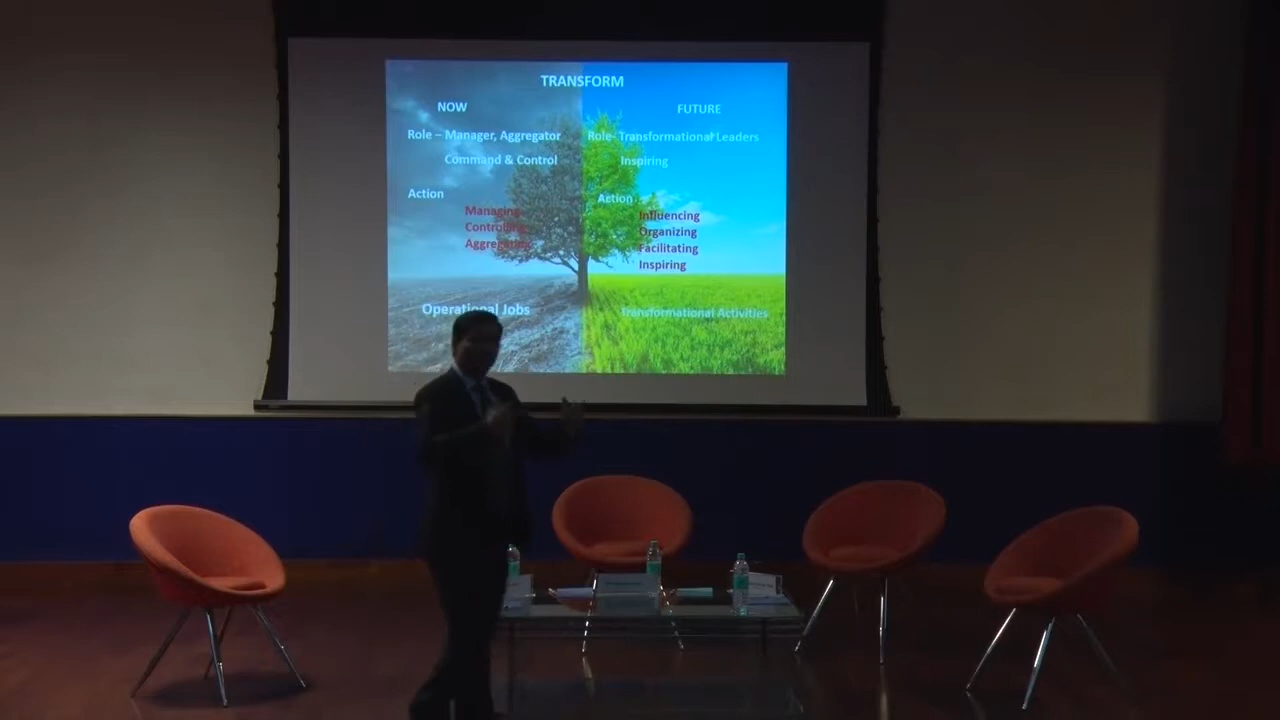 TRANSFORM
NOW
Role – Manager, Aggregator
Command & Control
Action
Managing
Controlling
Aggregating
Operational Jobs
FUTURE
Role- Transformational Leaders
Inspiring
Action
Influencing
Organizing
Facilitating
Inspiring
Transformational Activities